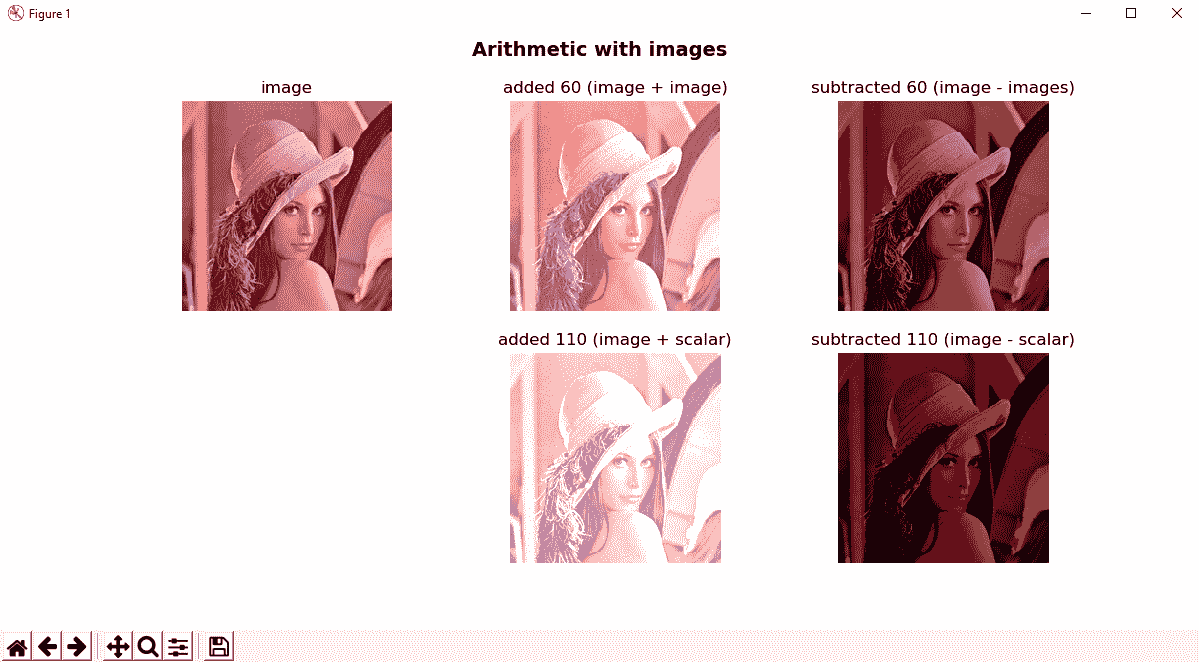 Figure 1
Arithmetic with images
image
added 60 (image + image)
subtracted 60 (image - images)
added 110 (image + scalar)
subtracted 110 (image - scalar)